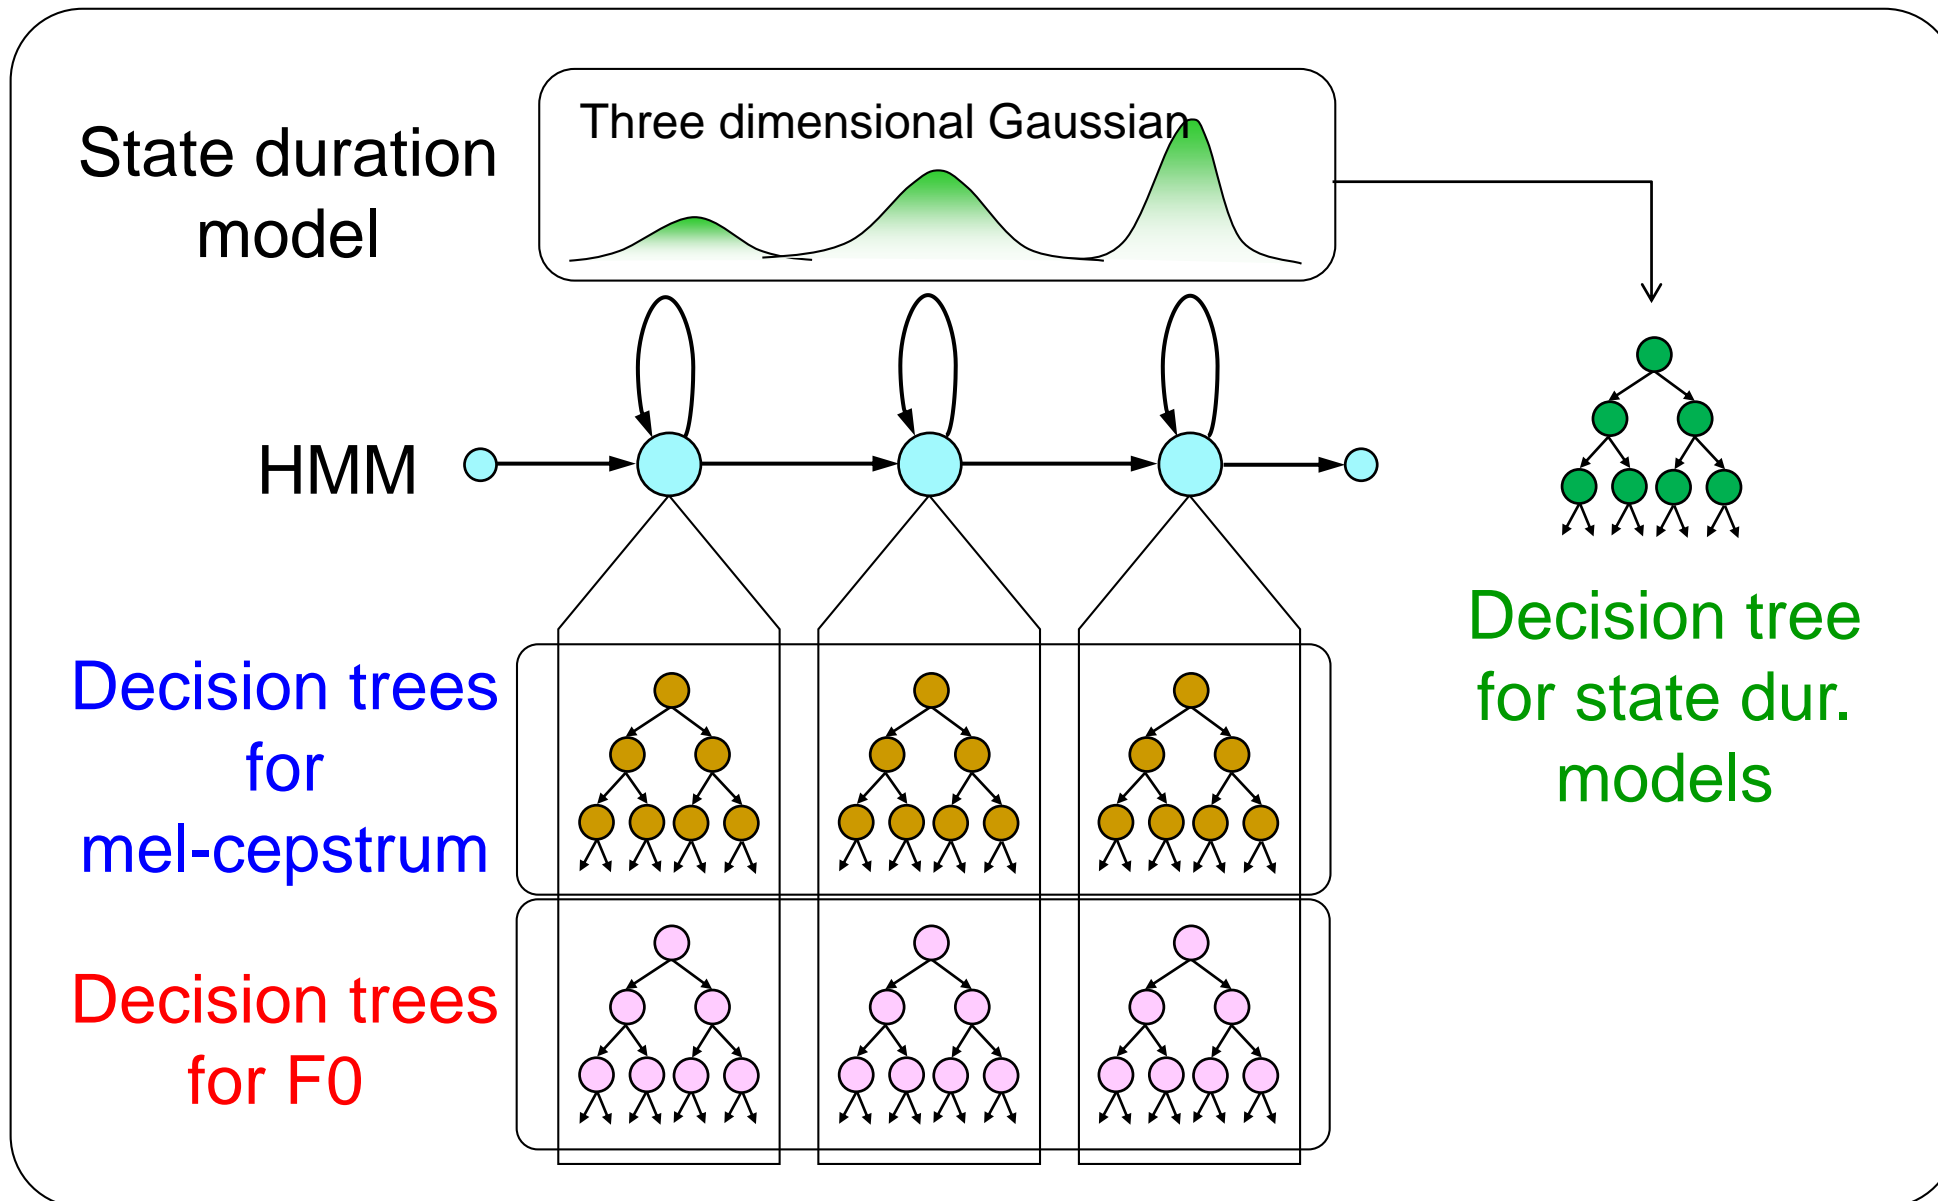 Three dimensional Gaussian
State duration
model
HMM
Decision tree
for state dur.
models
Decision trees
for
mel-cepstrum
Decision trees
for F0